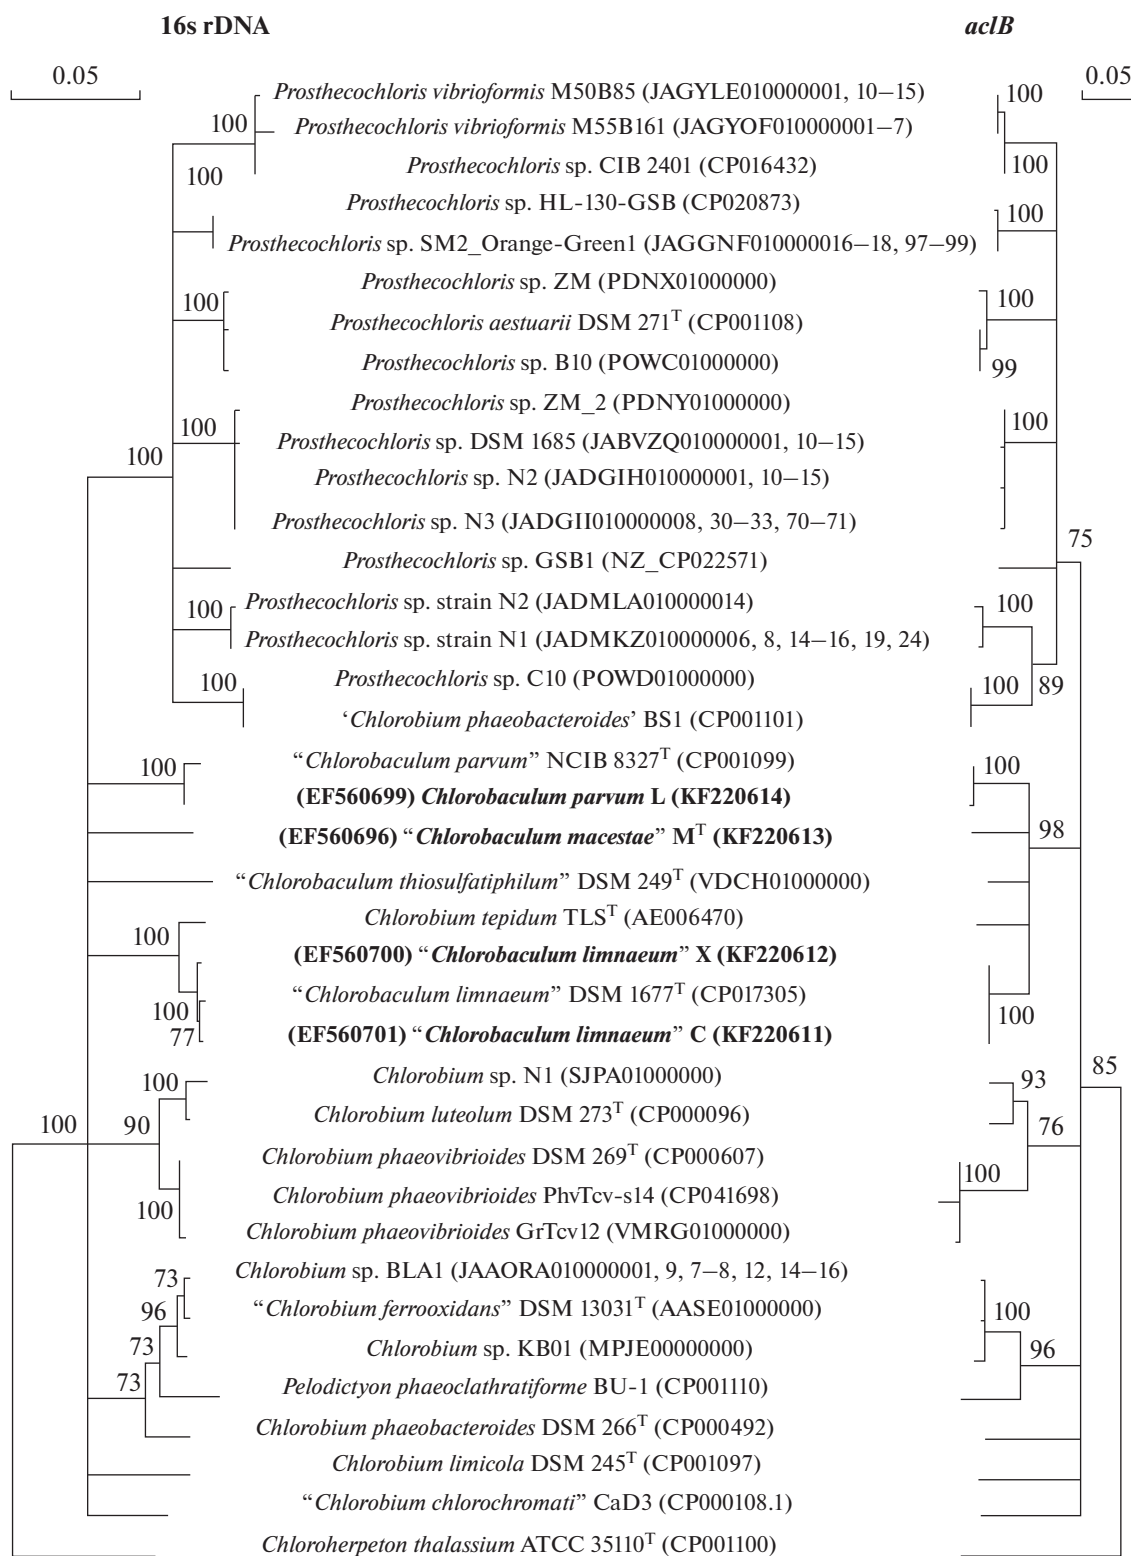 16s rDNA
aclB
0.05
0.05
Prosthecochloris vibrioformis M50B85 (JAGYLE010000001, 10–15)
100
100
Prosthecochloris vibrioformis M55B161 (JAGYOF010000001–7)
Prosthecochloris sp. CIB 2401 (CP016432)
100
100
Prosthecochloris sp. HL-130-GSB (CP020873)
100
Prosthecochloris sp. SM2_Orange-Green1 (JAGGNF010000016–18, 97–99)
Prosthecochloris sp. ZM (PDNX01000000)
100
100
Prosthecochloris aestuarii DSM 271T (CP001108)
Prosthecochloris sp. B10 (POWC01000000)
99
Prosthecochloris sp. ZM_2 (PDNY01000000)
100
100
Prosthecochloris sp. DSM 1685 (JABVZQ010000001, 10–15)
100
Prosthecochloris sp. N2 (JADGIH010000001, 10–15)
Prosthecochloris sp. N3 (JADGII010000008, 30–33, 70–71)
75
Prosthecochloris sp. GSB1 (NZ_CP022571)
Prosthecochloris sp. strain N2 (JADMLA010000014)
100
100
Prosthecochloris sp. strain N1 (JADMKZ010000006, 8, 14–16, 19, 24)
Prosthecochloris sp. C10 (POWD01000000)
100
100
89
‘Chlorobium phaeobacteroides’ BS1 (CP001101)
“Chlorobaculum parvum” NCIB 8327T (CP001099)
100
100
(EF560699) Chlorobaculum parvum L (KF220614)
(EF560696) “Chlorobaculum macestae” MT (KF220613)
98
“Chlorobaculum thiosulfatiphilum” DSM 249T (VDCH01000000)
Chlorobium tepidum TLST (AE006470)
100
(EF560700) “Chlorobaculum limnaeum” X (KF220612)
“Chlorobaculum limnaeum” DSM 1677T (CP017305)
100
100
77
(EF560701) “Chlorobaculum limnaeum” C (KF220611)
Chlorobium sp. N1 (SJPA01000000)
100
93
85
Chlorobium luteolum DSM 273T (CP000096)
100
90
76
Chlorobium phaeovibrioides DSM 269T (CP000607)
100
Chlorobium phaeovibrioides PhvTcv-s14 (CP041698)
100
Chlorobium phaeovibrioides GrTcv12 (VMRG01000000)
Chlorobium sp. BLA1 (JAAORA010000001, 9, 7–8, 12, 14–16)
73
96
“Chlorobium ferrooxidans” DSM 13031T (AASE01000000)
100
73
Chlorobium sp. KB01 (MPJE00000000)
96
73
Pelodictyon phaeoclathratiforme BU-1 (CP001110)
Chlorobium phaeobacteroides DSM 266T (CP000492)
Chlorobium limicola DSM 245T (CP001097)
“Chlorobium chlorochromati” CaD3 (CP000108.1)
Chloroherpeton thalassium ATCC 35110T (CP001100)